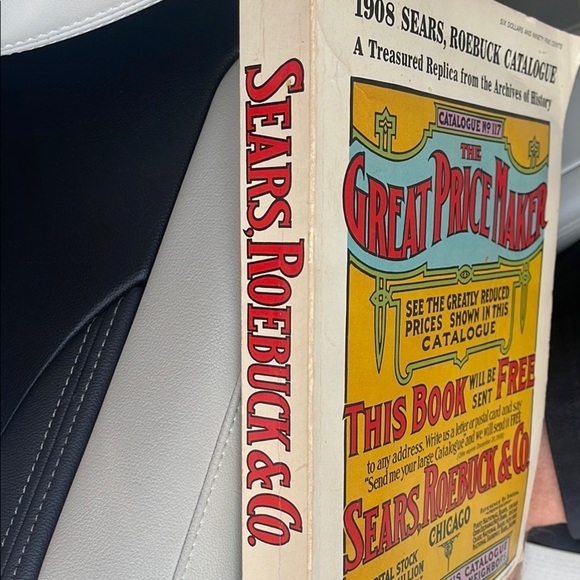 SEARS, ROEBUCK & CO.
1908 SEARS, ROEBUCK CATALOGUE
SIX DOLLARS AND NINETY-FIVE CENTS
A Treasured Replica from the Archives of History
CATALOGUE No 117
THE
GREAT PRICE MAKER
SEE THE GREATLY REDUCED
PRICES SHOWN IN THIS
CATALOGUE
THIS BOOK WILL BE SENT FREE
to any address. Write us a letter or postal card and say
"Send me your large Catalogue" and we will send it FREE
SEARS, ROEBUCK & CO.
CHICAGO
STOCK
CATALOGUE